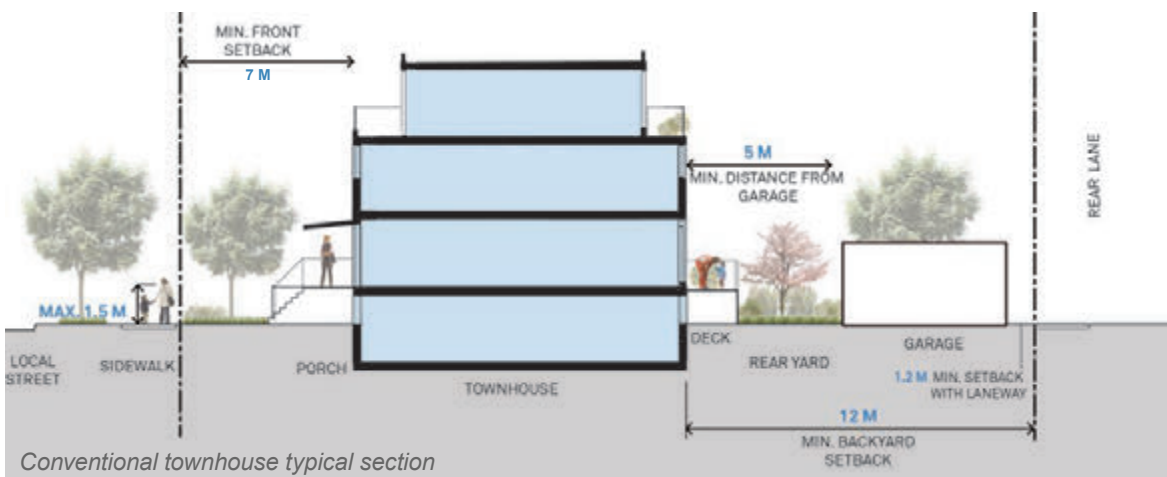 MIN. FRONT
SETBACK
7 M
5 M
MIN. DISTANCE FROM
GARAGE
REAR LANE
MAX. 1.5 M
LOCAL
STREET
SIDEWALK
PORCH
TOWNHOUSE
DECK
REAR YARD
GARAGE
1.2 M MIN. SETBACK
WITH LANEWAY
12 M
MIN. BACKYARD
SETBACK
Conventional townhouse typical section